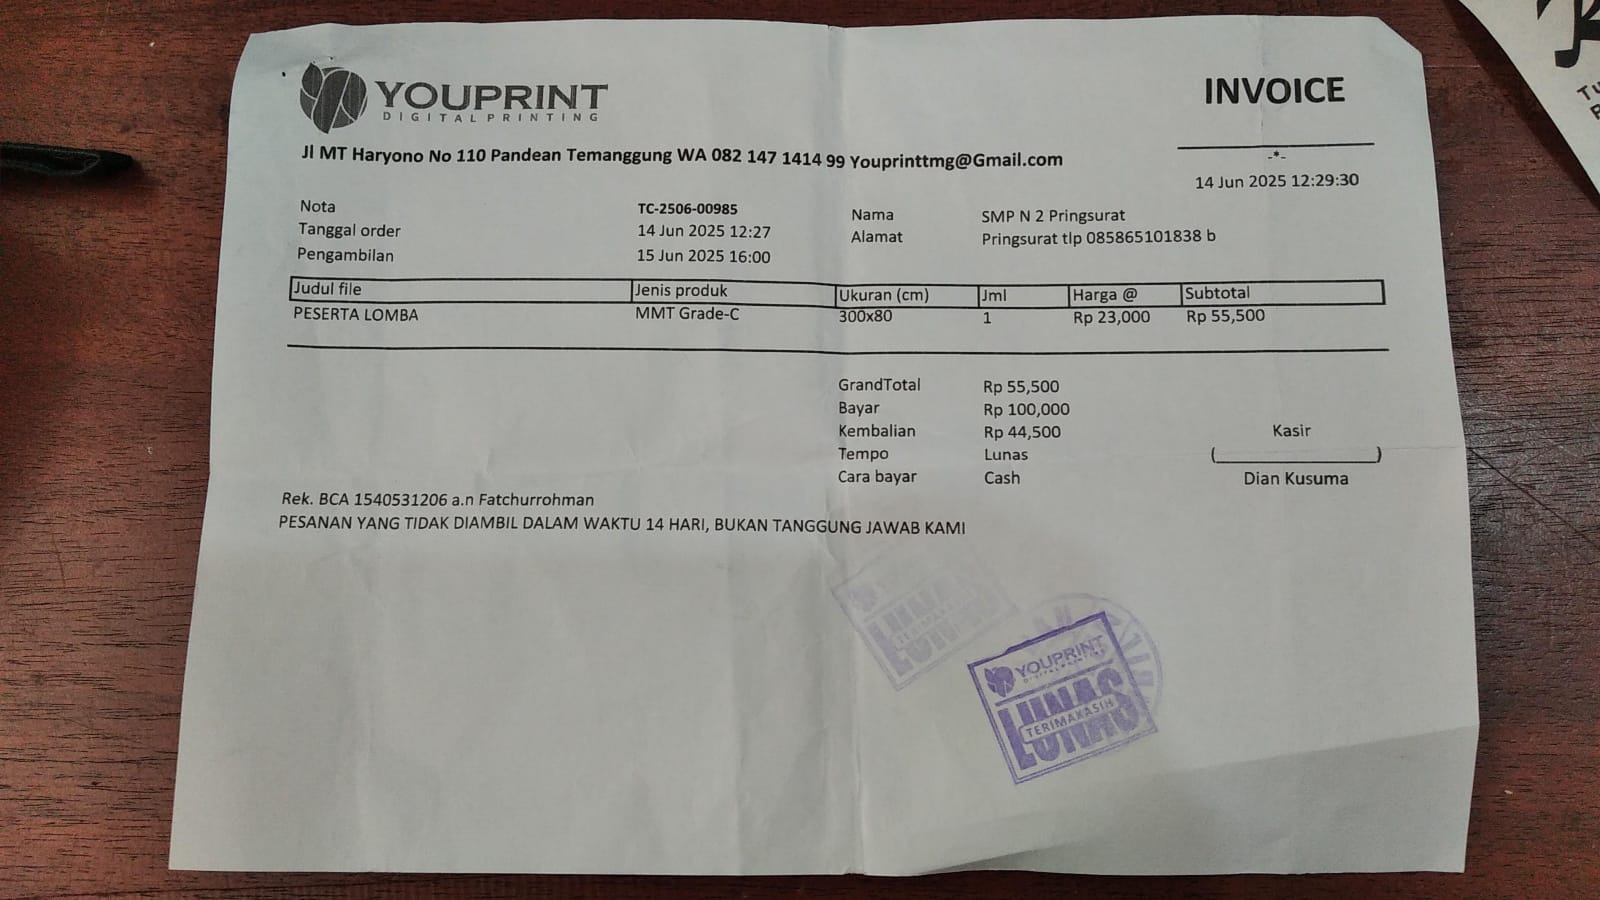 YOUPRINT
DIGITALPRINTING
INVOICE
Jl MT Haryono No 110 Pandean Temanggung WA 082 147 1414 99 Youprinttmg@Gmail.com
-*-
14 Jun 2025 12:29:30
Nota TC-2506-00985 Nama SMP N 2 Pringsurat
Tanggal order 14 Jun 2025 12:27 Alamat Pringsurat tlp 085865101838 b
Pengambilan 15 Jun 2025 16:00
Judul file Jenis produk Ukuran (cm) Jml Harga @ Subtotal
PESERTA LOMBA MMT Grade-C 300x80 1 Rp 23,000 Rp 55,500
GrandTotal Rp 55,500
Bayar Rp 100,000
Kembalian Rp 44,500 Kasir
Tempo Lunas ( )
Cara bayar Cash Dian Kusuma
Rek. BCA 1540531206 a.n Fatchurrohman
PESANAN YANG TIDAK DIAMBIL DALAM WAKTU 14 HARI, BUKAN TANGGUNG JAWAB KAMI
LUNAS
TERIMAKASIH
YOUPRINT
DIGITALPRINTING
LUNAS
TERIMAKASIH